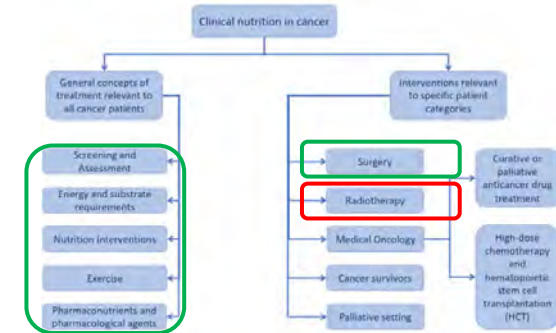 Clinical nutrition in cancer
General concepts of
treatment relevant to
all cancer patients
Screening and
Assessment
Energy and substrate
requirements
Nutrition interventions
Exercise
Pharmaconutrients and
pharmacological agents
Interventions relevant
to specific patient
categories
Surgery
Radiotherapy
Medical Oncology
Cancer survivors
Palliative setting
Curative or
palliative
anticancer drug
treatment
High-dose
chemotherapy
and
hematopoietic
stem cell
transplantation
(HCT)